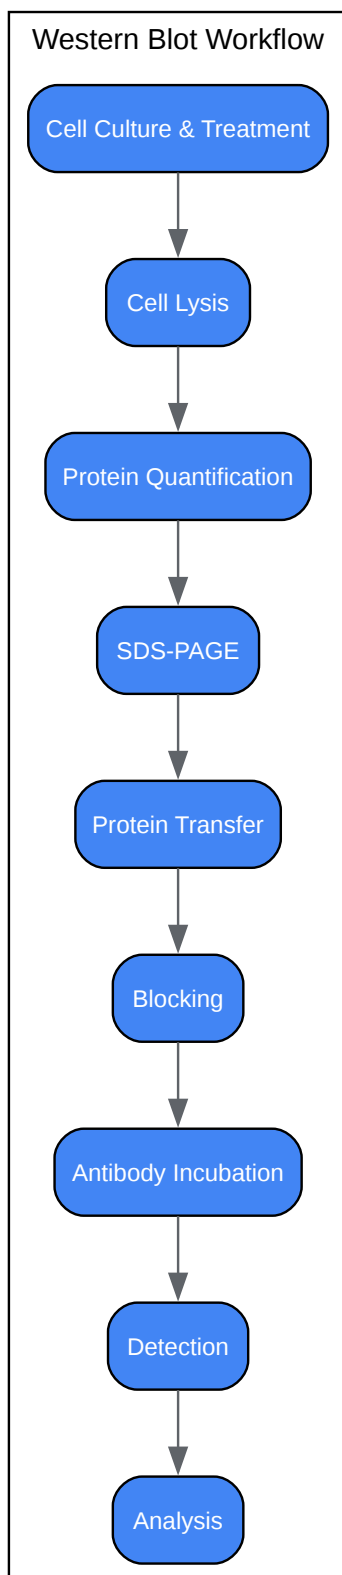 Western Blot Workflow
Cell Culture & Treatment
Cell Lysis
Protein Quantification
SDS-PAGE
Protein Transfer
Blocking
Antibody Incubation
Detection
Analysis